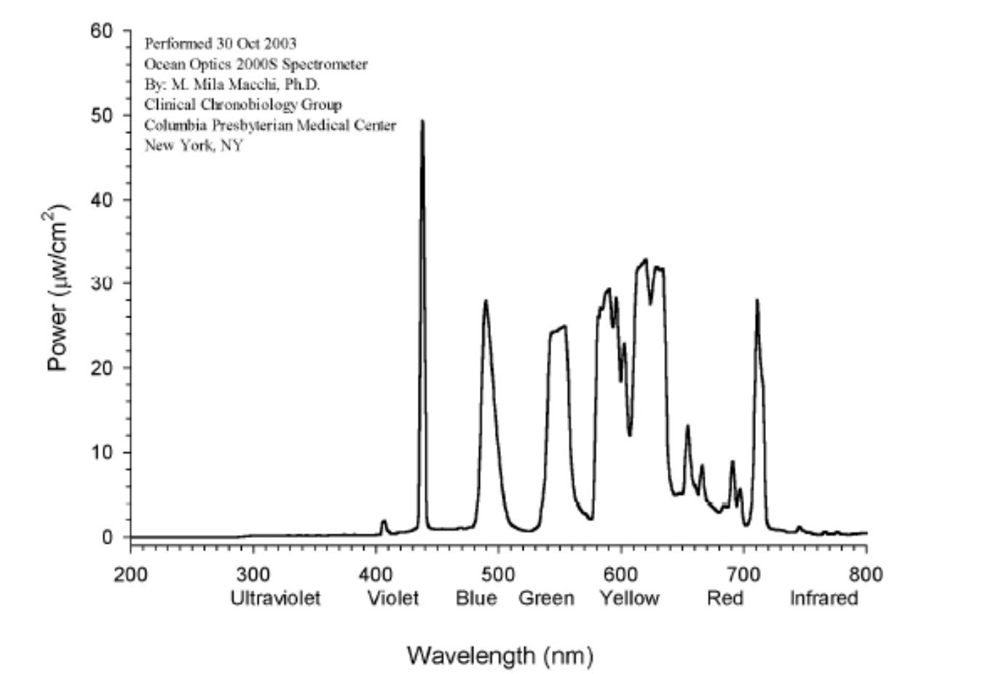 60
Performed 30 Oct 2003
Ocean Optics 2000S Spectrometer
By: M. Mila Macchi, Ph.D.
Clinical Chronobiology Group
Columbia Presbyterian Medical Center
New York, NY
50
40
30
20
10
0
Power (μw/cm²)
200 300 400 500 600 700 800
Ultraviolet Violet Blue Green Yellow Red Infrared
Wavelength (nm)